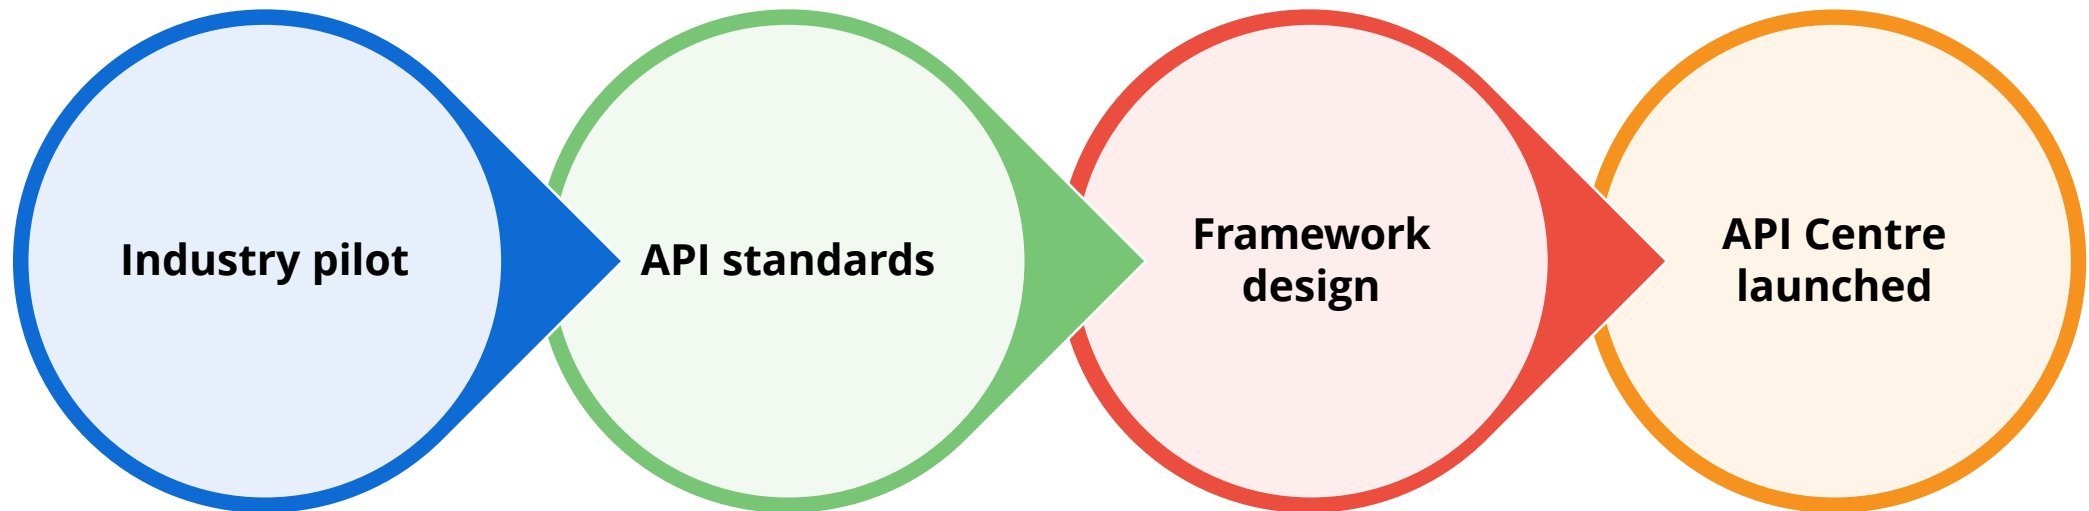 Industry pilot
API standards
Framework
design
API Centre
launched